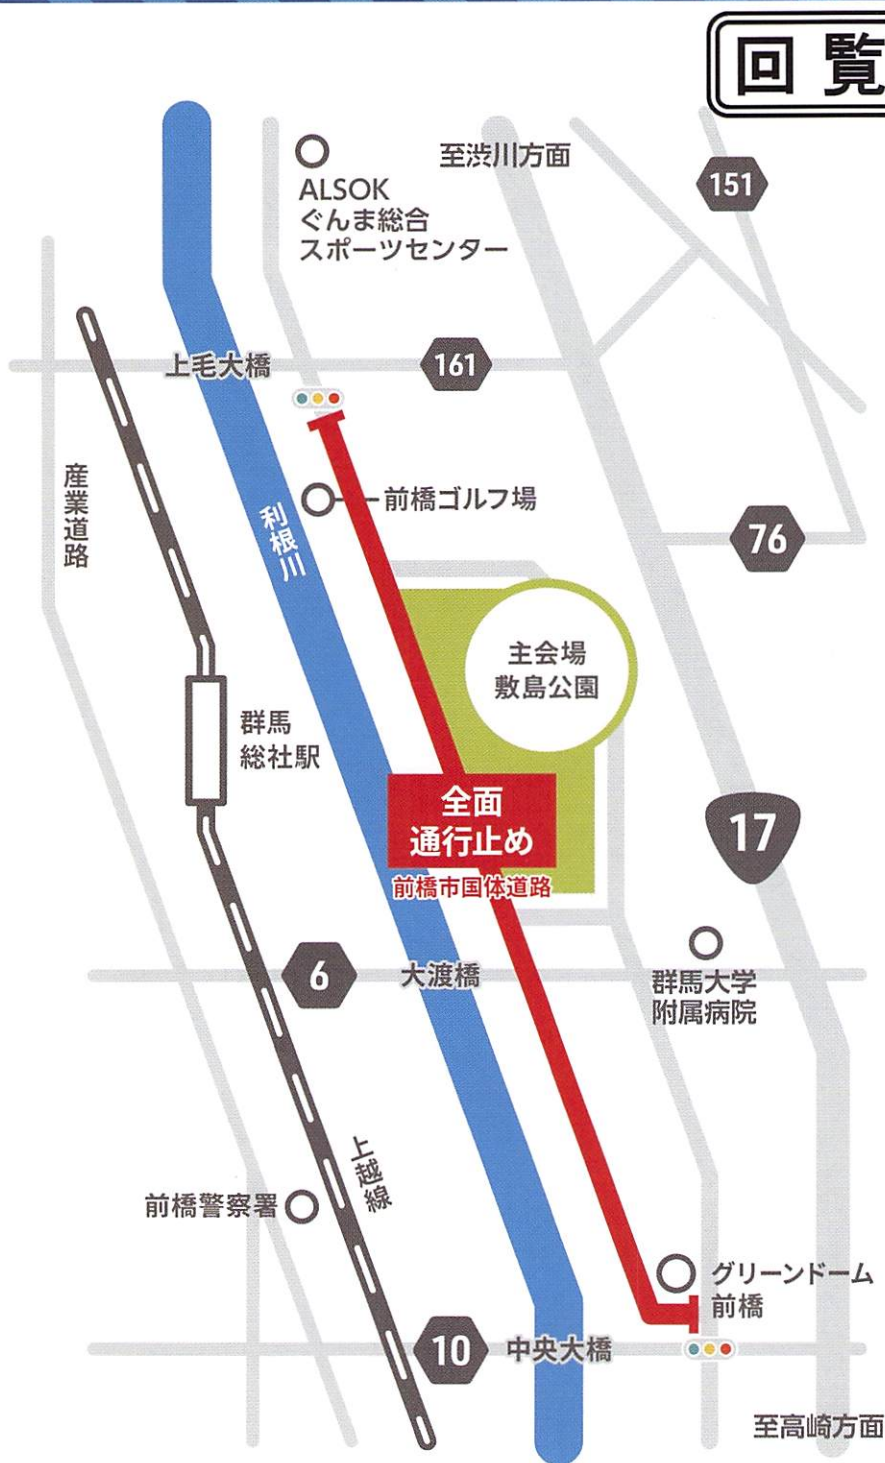 回覧
至渋川方面
151
ALSOK
ぐんま総合
スポーツセンター
上毛大橋
161
産業道路
利根川
前橋ゴルフ場
76
主会場
敷島公園
群馬
総社駅
全面
通行止め
前橋市国体道路
17
6
大渡橋
群馬大学
附属病院
上越線
前橋警察署
グリーンドーム
前橋
10
中央大橋
至高崎方面